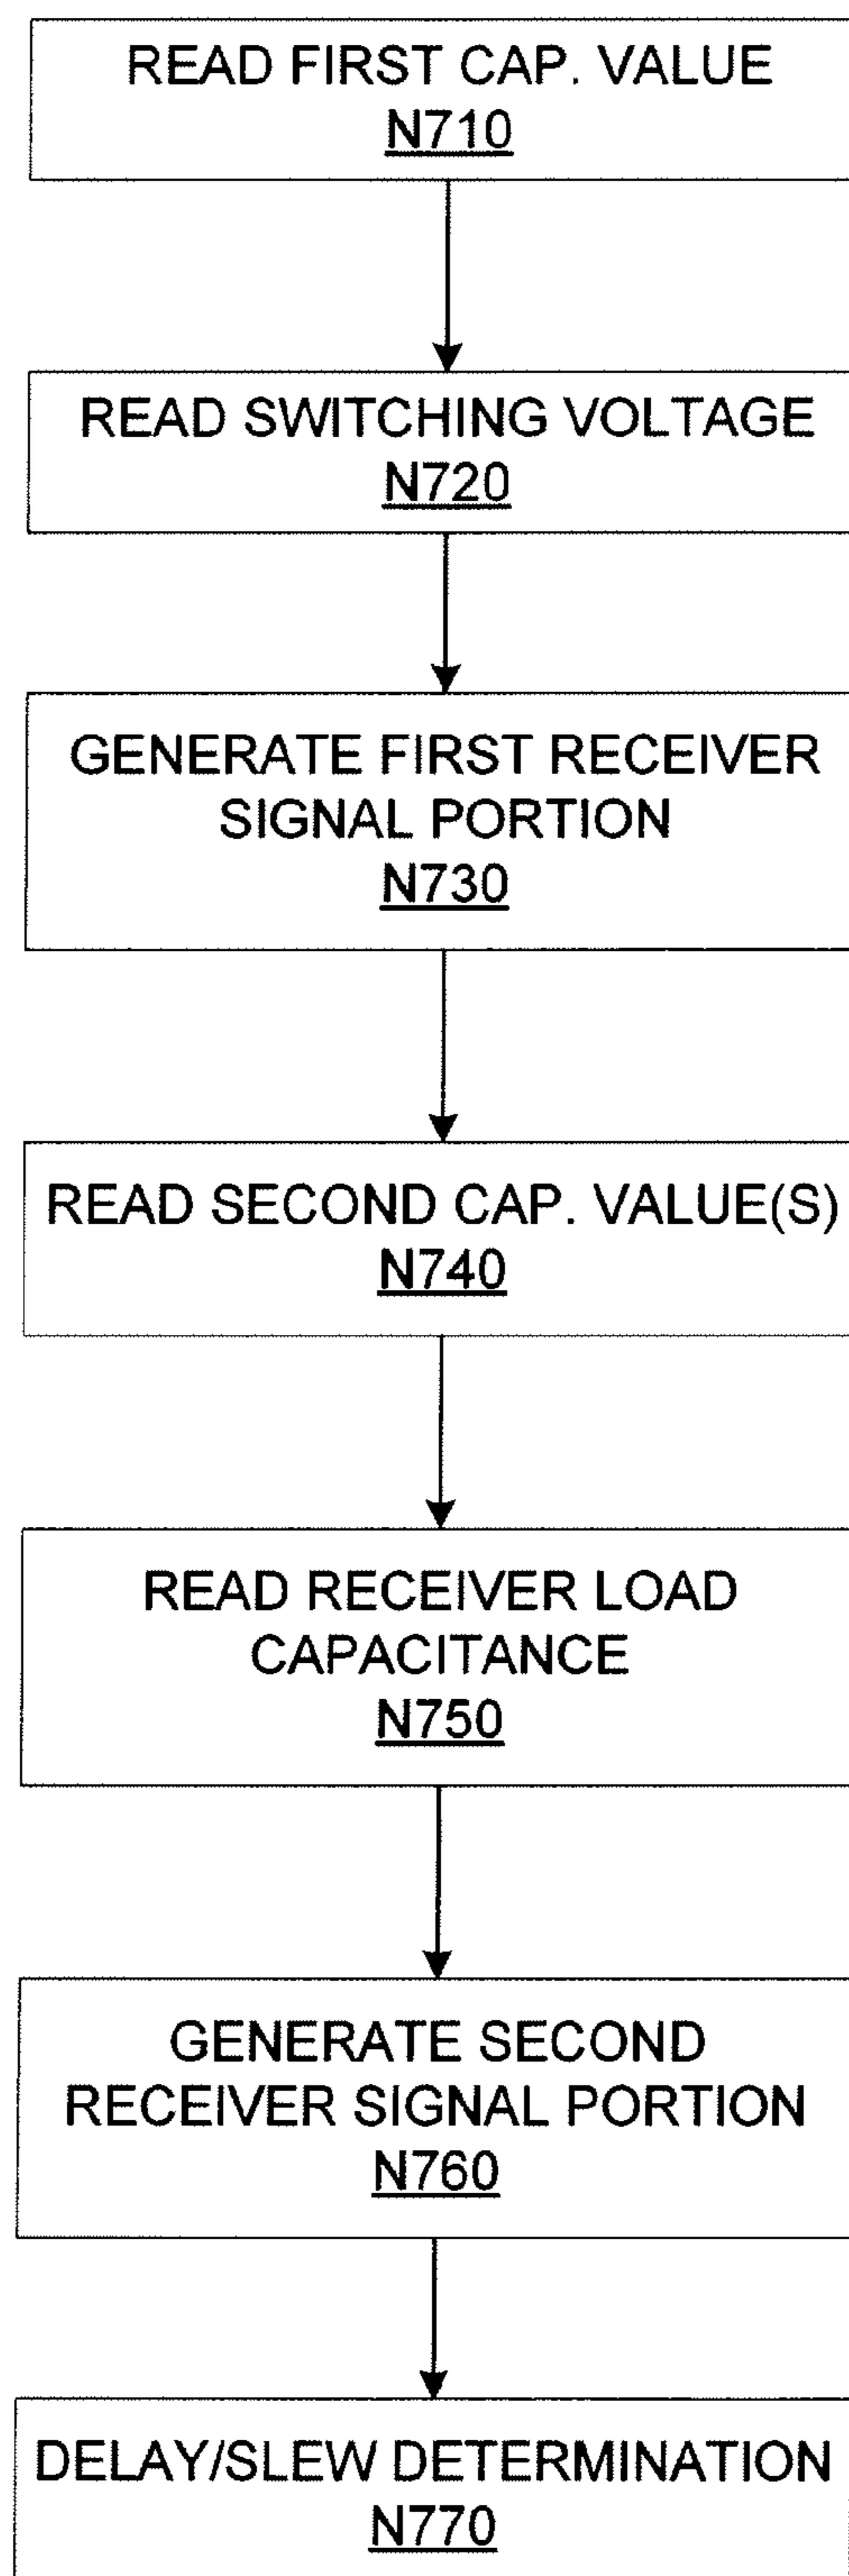 READ FIRST CAP. VALUE
N710
READ SWITCHING VOLTAGE
N720
GENERATE FIRST RECEIVER
SIGNAL PORTION
N730
READ SECOND CAP. VALUE(S)
N740
READ RECEIVER LOAD
CAPACITANCE
N750
GENERATE SECOND
RECEIVER SIGNAL PORTION
N760
DELAY/SLEW DETERMINATION
N770